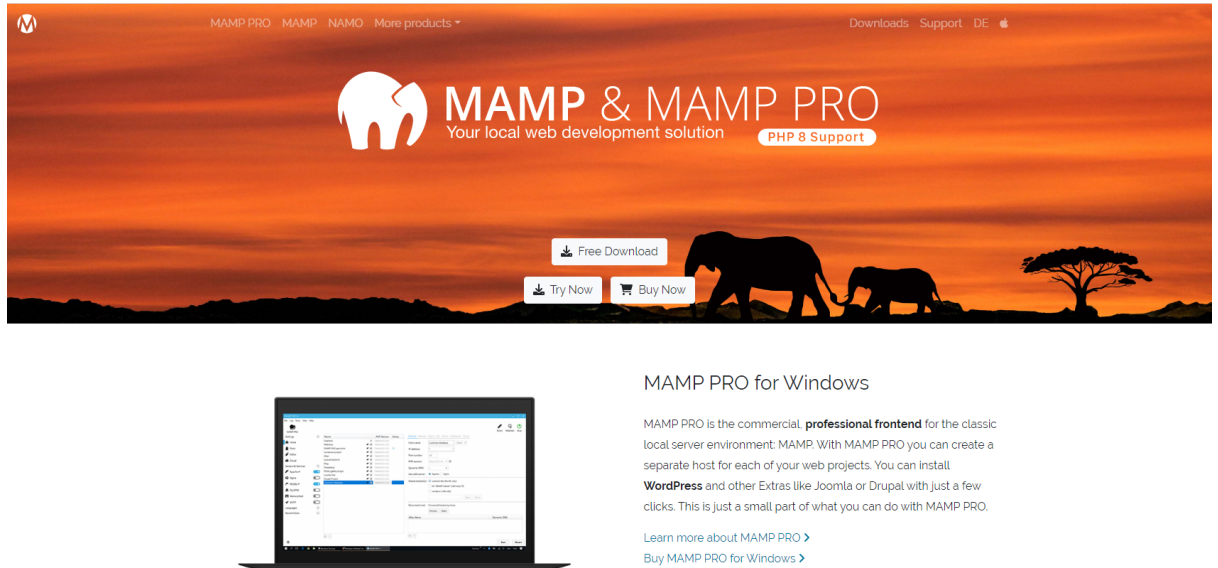 MAMP PRO MAMP NAMO More products Downloads Support DE
MAMP & MAMP PRO
Your local web development solution
PHP 8 Support
Free Download
Try Now Buy Now
MAMP PRO for Windows
MAMP PRO is the commercial, professional frontend for the classic
local server environment: MAMP. With MAMP PRO you can create a
separate host for each of your web projects. You can install
WordPress and other Extras like Joomla or Drupal with just a few
clicks. This is just a small part of what you can do with MAMP PRO.
Learn more about MAMP PRO
Buy MAMP PRO for Windows